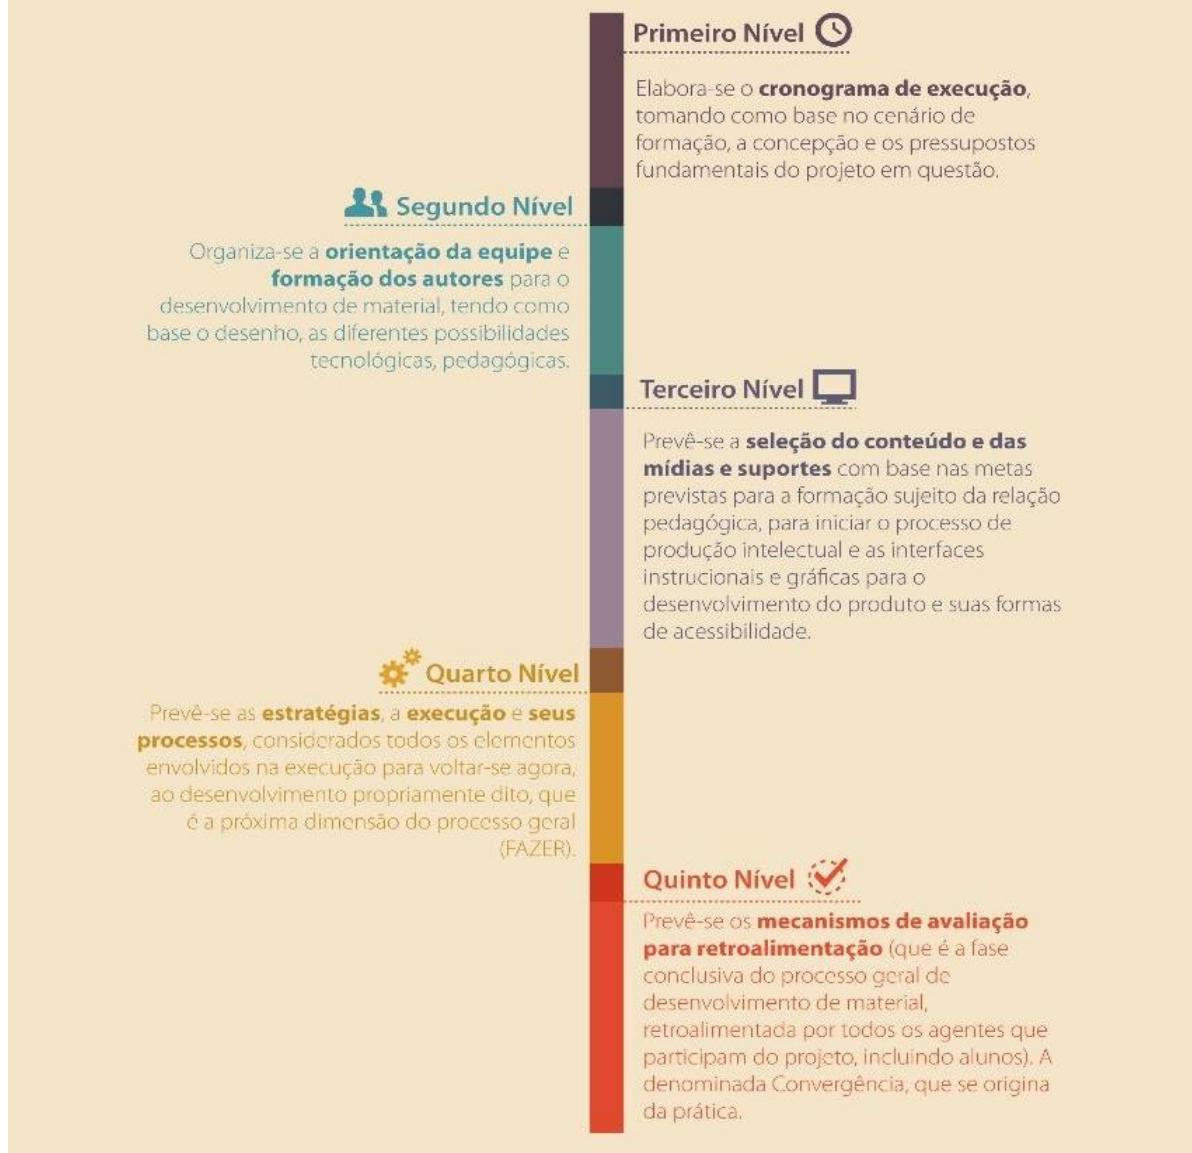 Primeiro Nível
Elabora-se o cronograma de execução,
tomando como base no cenário de
formação, a concepção e os pressupostos
fundamentais do projeto em questão.
Segundo Nível
Organiza-se a orientação da equipe e
formação dos autores para o
desenvolvimento de material, tendo como
base o desenho, as diferentes possibilidades
tecnológicas, pedagógicas.
Terceiro Nível
Prevê-se a seleção do conteúdo e das
mídias e suportes com base nas metas
previstas para a formação sujeito da relação
pedagógica, para iniciar o processo de
produção intelectual e as interfaces
instrucionais e gráficas para o
desenvolvimento do produto e suas formas
de acessibilidade.
Quarto Nível
Prevê-se as estratégias, a execução e seus
processos, considerados todos os elementos
envolvidos na execução para voltar-se agora,
ao desenvolvimento propriamente dito, que
é a próxima dimensão do processo geral
(FAZER).
Quinto Nível
Prevê-se os mecanismos de avaliação
para retroalimentação (que é a fase
conclusiva do processo geral de
desenvolvimento de material,
retroalimentada por todos os agentes que
participam do projeto, incluindo alunos). A
denominada Convergência, que se origina
da prática.